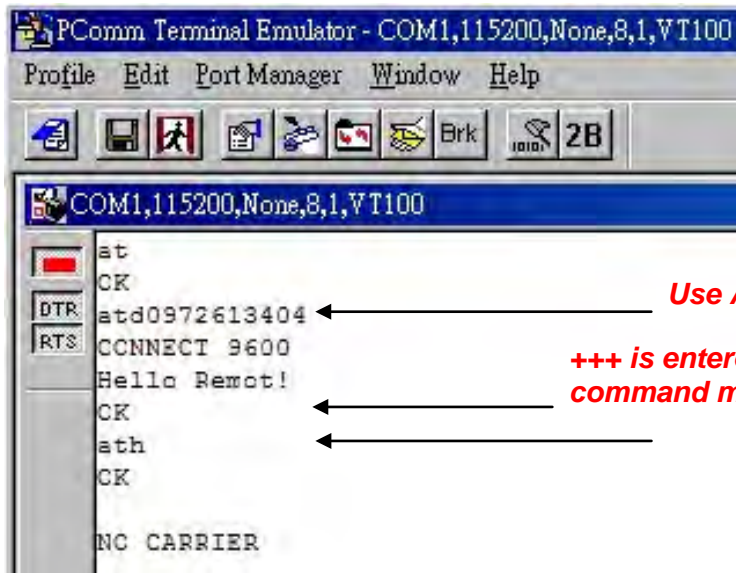 PComm Terminal Emulator - COM1,115200,None,8,1,VT100
Profile Edit Port Manager Window Help
Brk 2B
COM1,115200,None,8,1,VT100
at
OK
DTR
atd0972613404
Use A
RTS
CONNECT 9600
+++ is entere
Hello Remot!
command m
OK
ath
OK
NO CARRIER